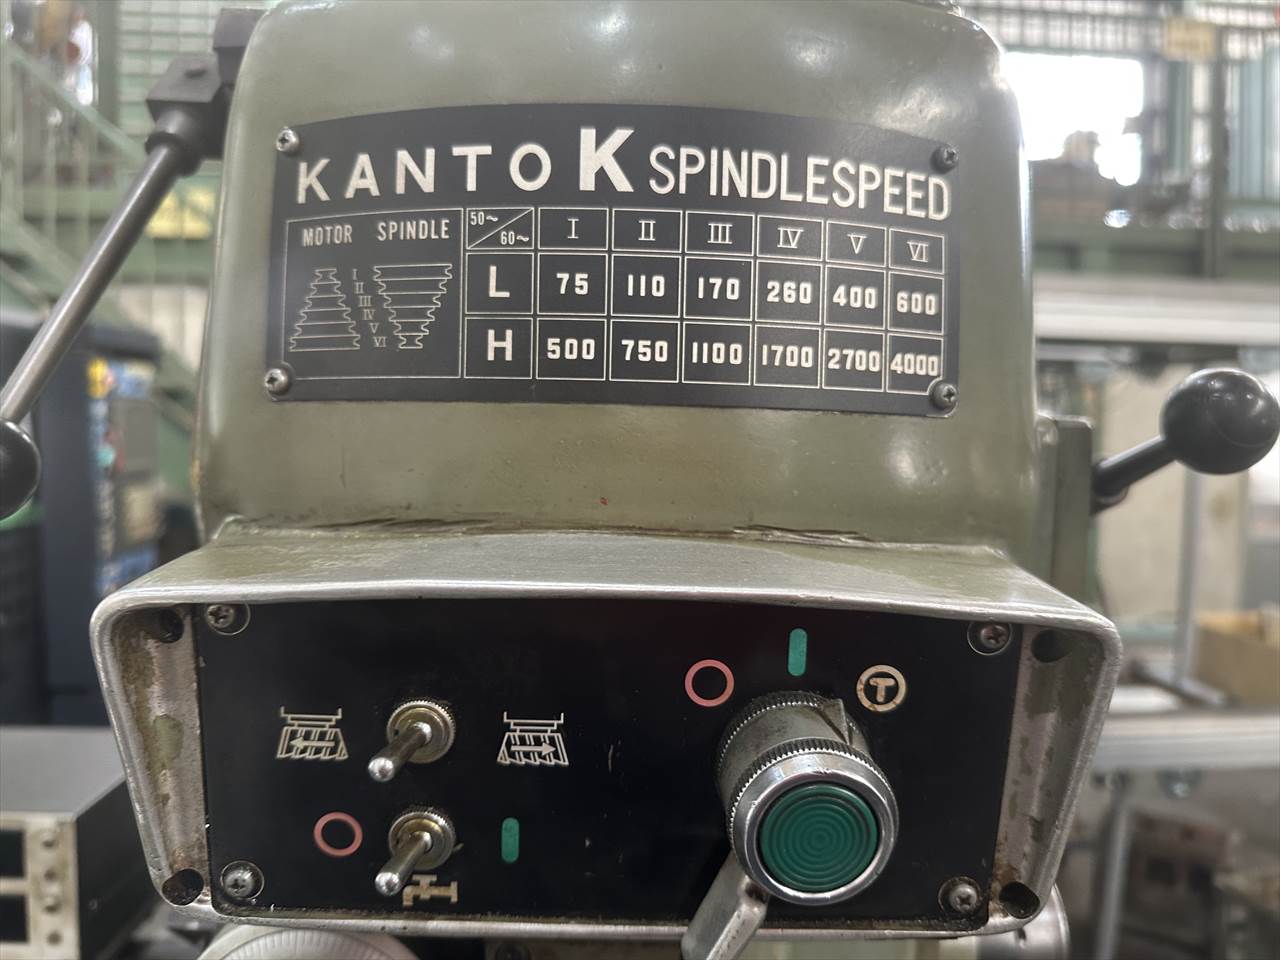 KANTO K SPINDLESPEED
MOTOR SPINDLE 50~ / 60~ I II III IV V VI
I
II
III
IV
V
VI
L 75 110 170 260 400 600
H 500 750 1100 1700 2700 4000
T